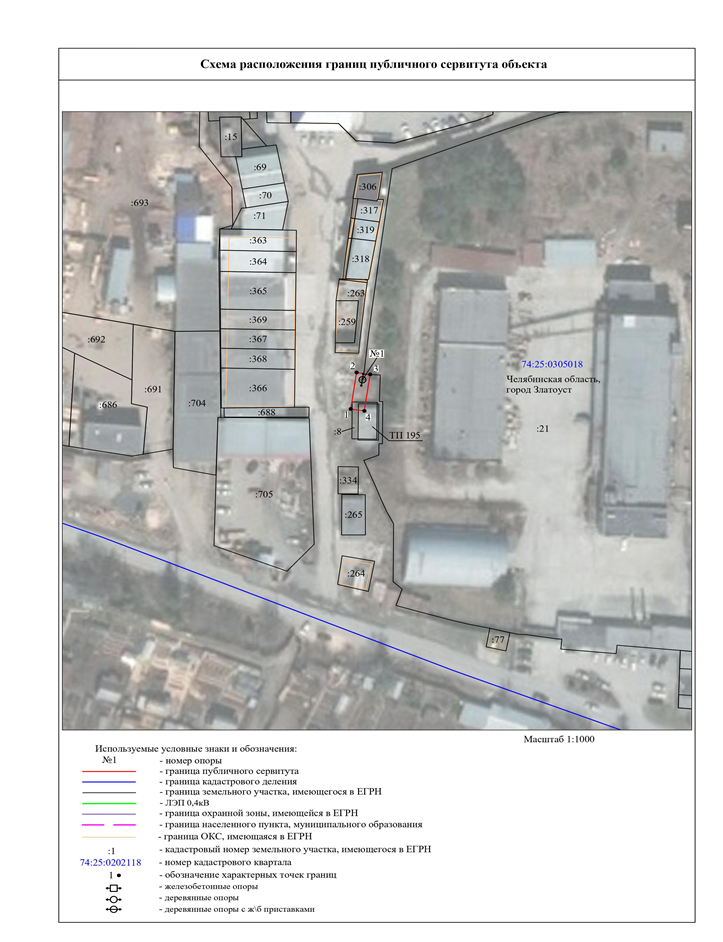 Схема расположения границ публичного сервитута объекта
:15
:69
:70
:71
:693
:306
:317
:319
:318
:363
:364
:365
:369
:367
:368
:366
:263
:259
:692
:691
:686
:704
:688
№1
2
3
1
4
:8
ТП 195
74:25:0305018
Челябинская область,
город Златоуст
:21
:705
:334
:265
:264
:77
Масштаб 1:1000
Используемые условные знаки и обозначения:
№1 - номер опоры
- граница публичного сервитута
- граница кадастрового деления
- граница земельного участка, имеющегося в ЕГРН
- ЛЭП 0,4кВ
- граница охранной зоны, имеющейся в ЕГРН
- граница населенного пункта, муниципального образования
- граница ОКС, имеющаяся в ЕГРН
:1 - кадастровый номер земельного участка, имеющегося в ЕГРН
74:25:0202118 - номер кадастрового квартала
1 - обозначение характерных точек границ
- железобетонные опоры
- деревянные опоры
- деревянные опоры с ж\б приставками